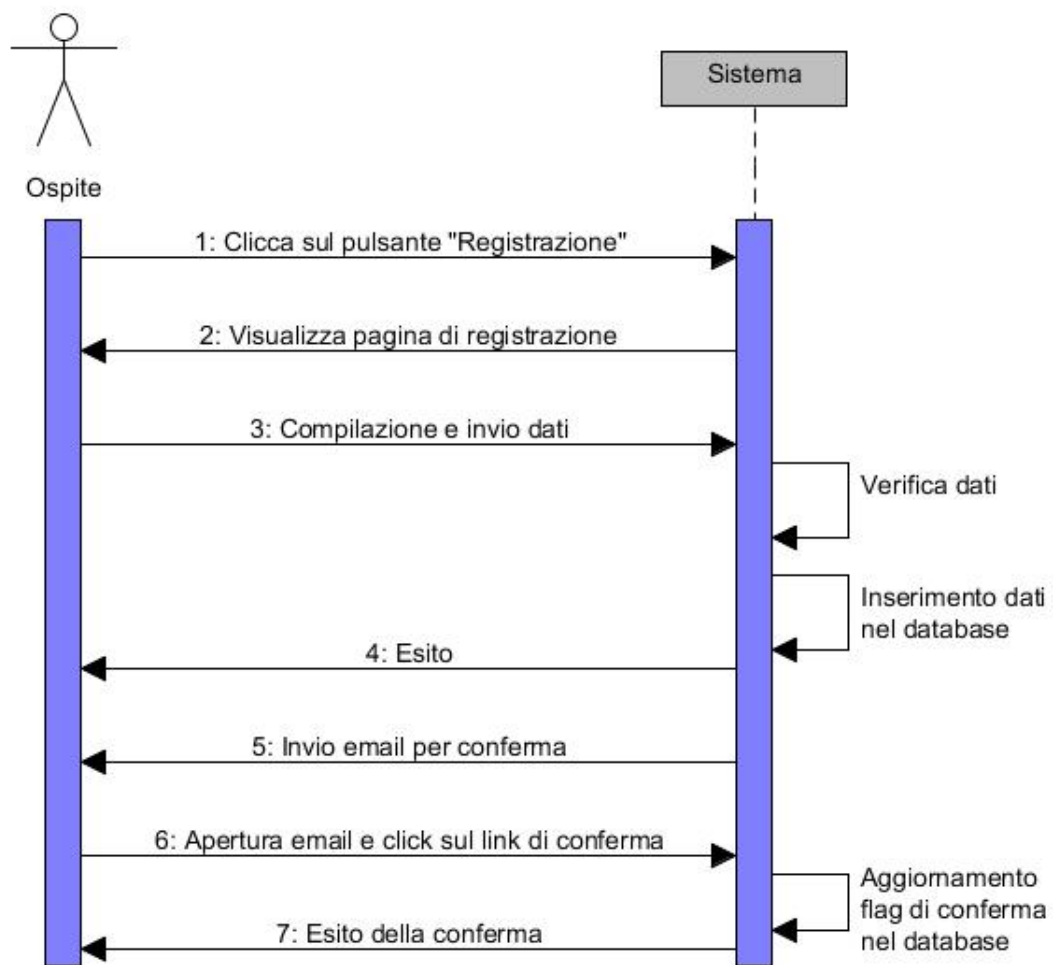 Sistema
Ospite
1: Clicca sul pulsante "Registrazione"
2: Visualizza pagina di registrazione
3: Compilazione e invio dati
Verifica dati
Inserimento dati
nel database
4: Esito
5: Invio email per conferma
6: Apertura email e click sul link di conferma
Aggiornamento
flag di conferma
nel database
7: Esito della conferma